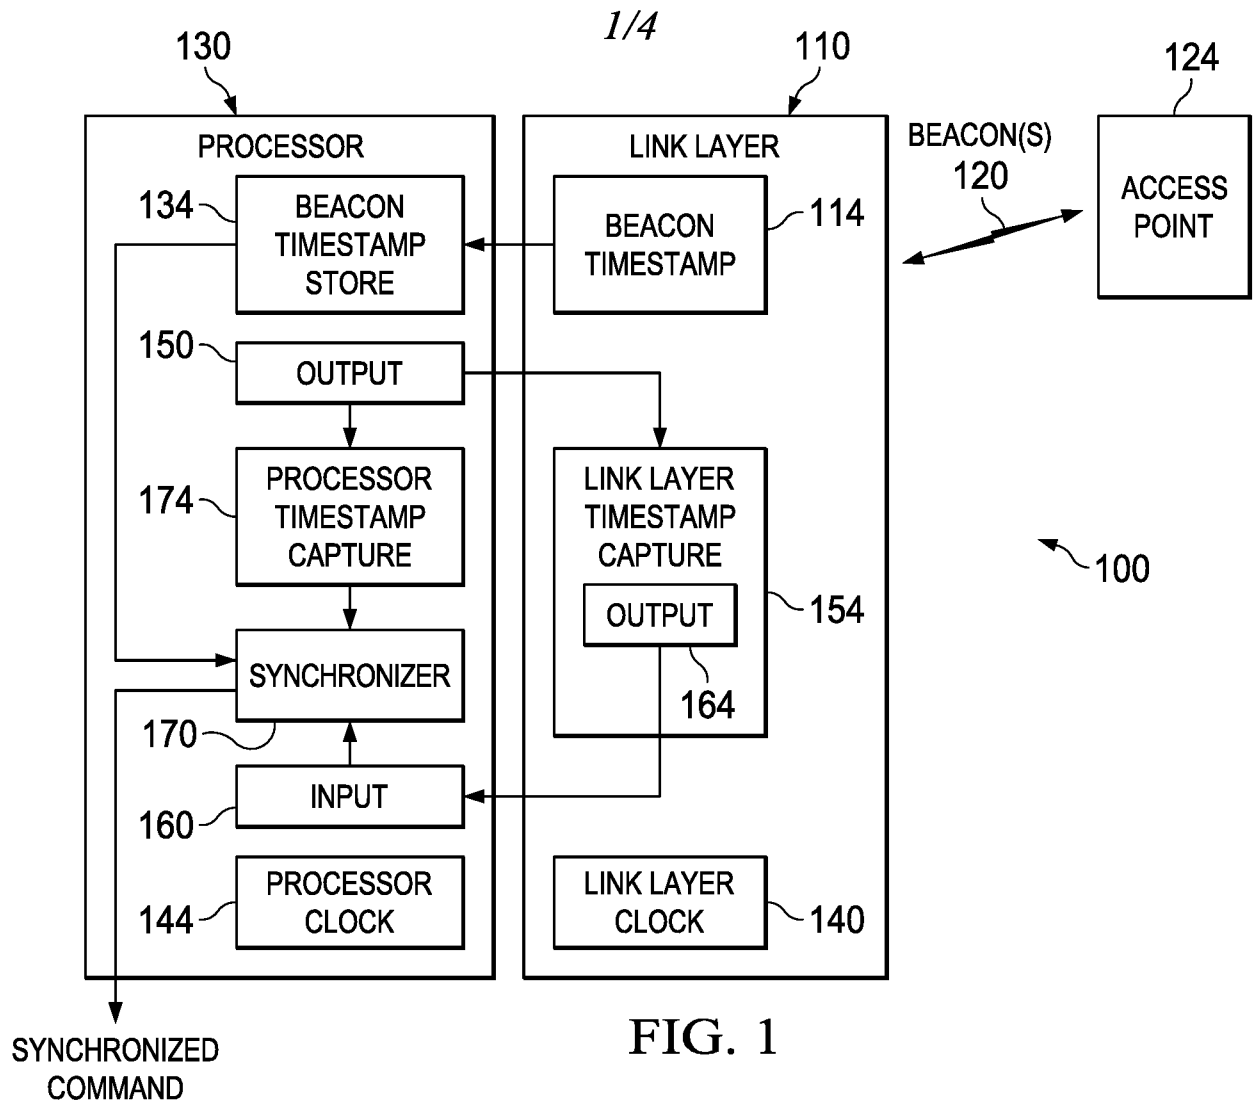 1/4
130
110
124
PROCESSOR
LINK LAYER
BEACON(S)
120
ACCESS
POINT
134
BEACON
TIMESTAMP
STORE
BEACON
TIMESTAMP
114
150
OUTPUT
174
PROCESSOR
TIMESTAMP
CAPTURE
LINK LAYER
TIMESTAMP
CAPTURE
OUTPUT
154
164
100
SYNCHRONIZER
170
INPUT
160
PROCESSOR
CLOCK
144
LINK LAYER
CLOCK
140
SYNCHRONIZED
COMMAND
FIG. 1